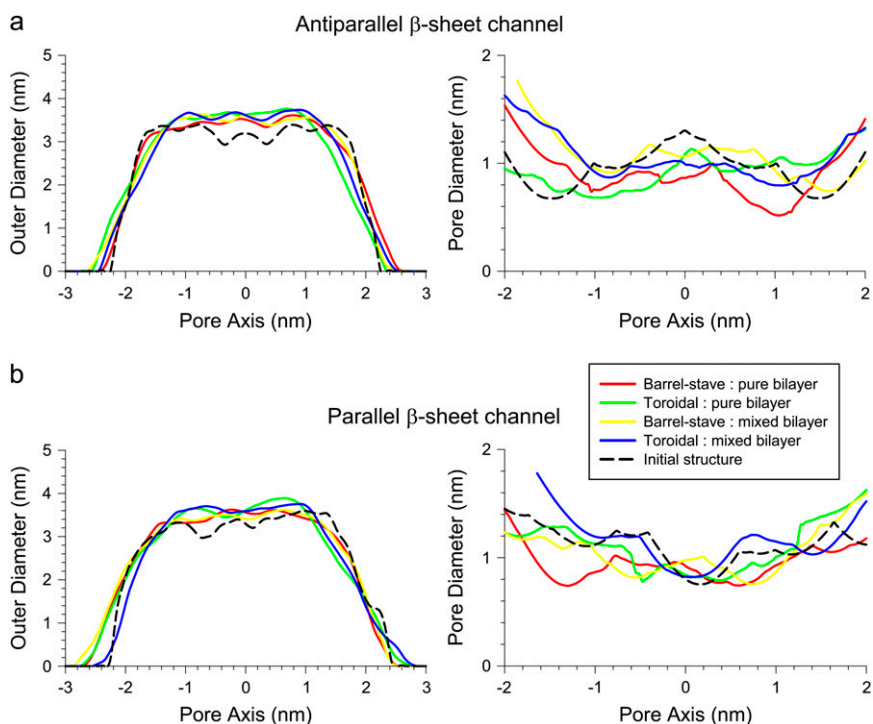 a
Antiparallel β-sheet channel
Outer Diameter (nm)
5
4
3
2
1
0
-3 -2 -1 0 1 2 3
Pore Axis (nm)
Pore Diameter (nm)
2
1
0
-2 -1 0 1 2
Pore Axis (nm)
b
Parallel β-sheet channel
Barrel-stave : pure bilayer
Toroidal : pure bilayer
Barrel-stave : mixed bilayer
Toroidal : mixed bilayer
Initial structure
Outer Diameter (nm)
5
4
3
2
1
0
-3 -2 -1 0 1 2 3
Pore Axis (nm)
Pore Diameter (nm)
2
1
0
-2 -1 0 1 2
Pore Axis (nm)